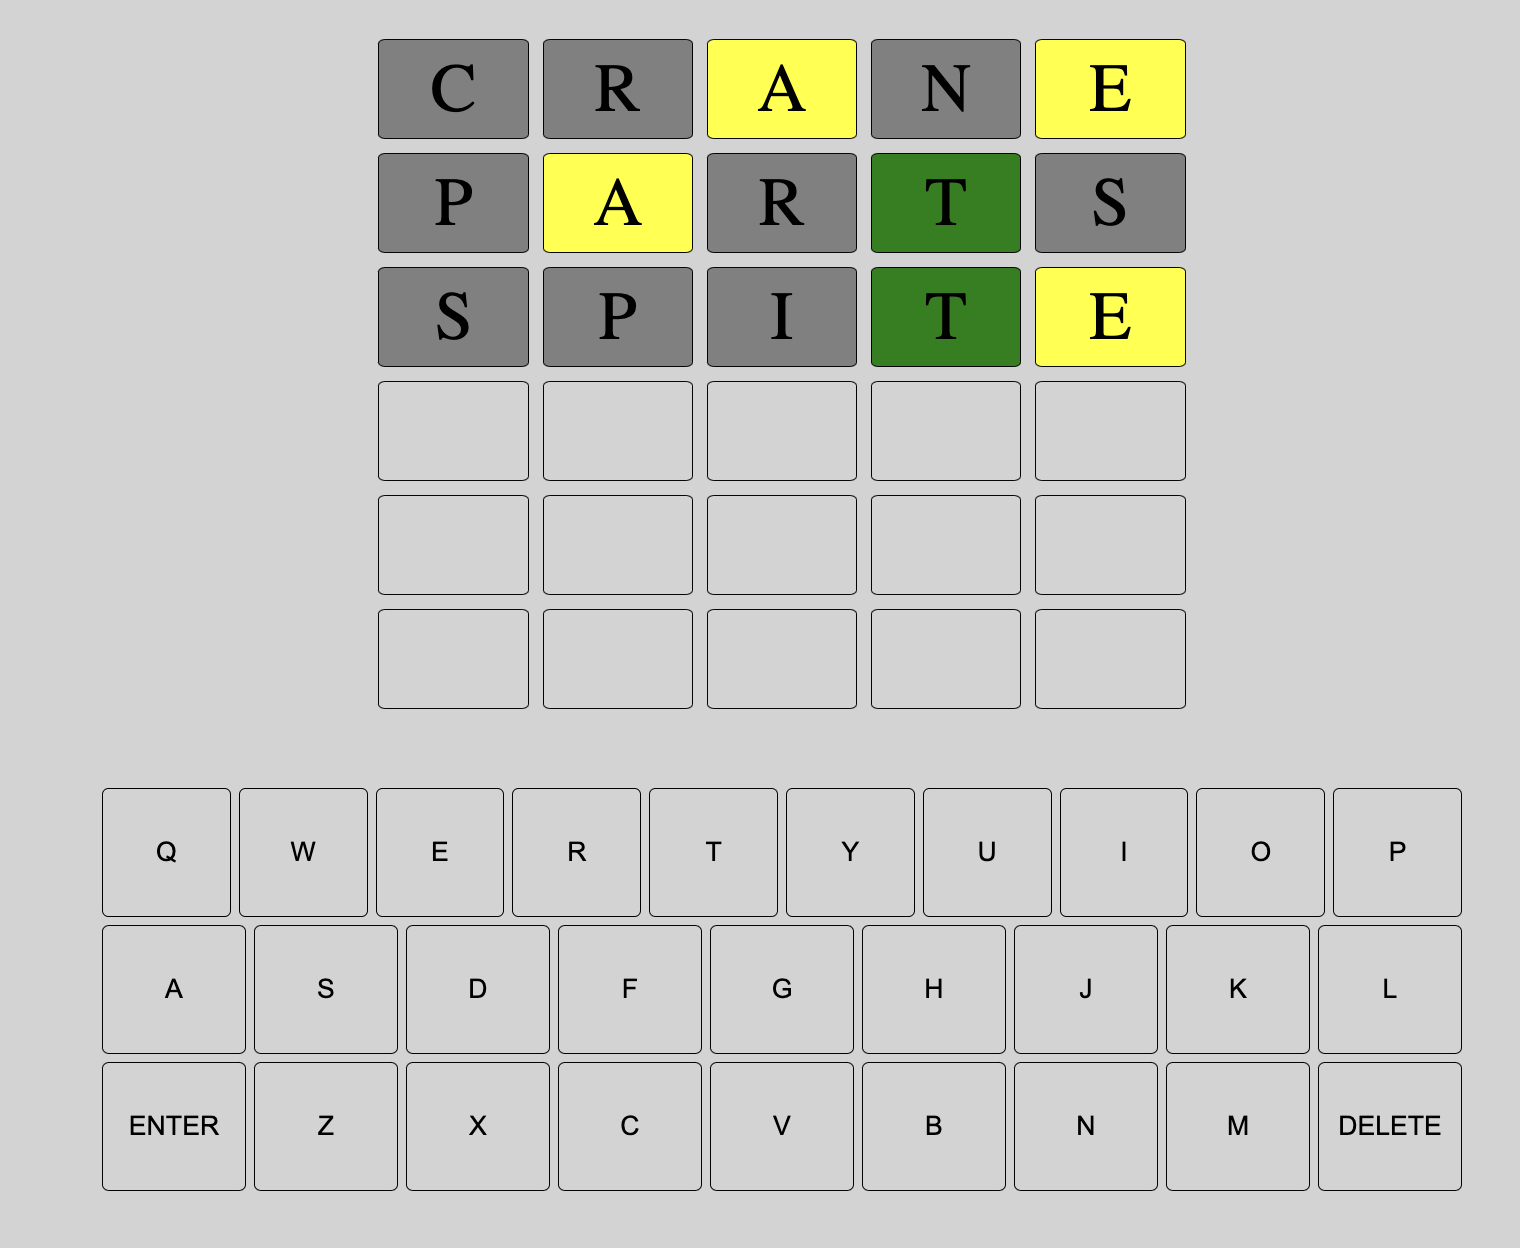 C R A N E
P A R T S
S P I T E
Q W E R T Y U I O P
A S D F G H J K L
ENTER Z X C V B N M DELETE